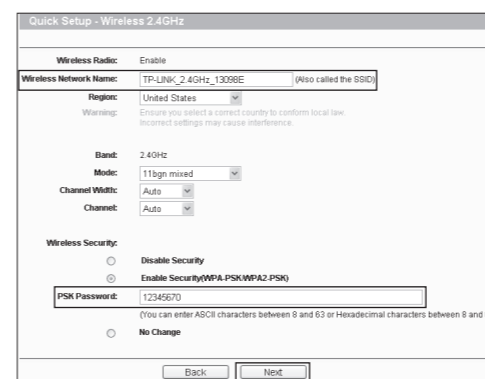 Quick Setup - Wireless 2.4GHz
Wireless Radio: Enable
Wireless Network Name: TP-LINK_2.4GHz_13098E (Also called the SSID)
Region: United States
Warning: Ensure you select a correct country to conform local law.
Incorrect settings may cause interference.
Band: 2.4GHz
Mode: 11bgn mixed
Channel Width: Auto
Channel: Auto
Wireless Security:
Disable Security
Enable Security(WPA-PSK/WPA2-PSK)
PSK Password: 12345670
(You can enter ASCII characters between 8 and 63 or Hexadecimal characters between 8 and
No Change
Back Next